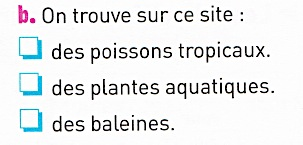 b. On trouve sur ce site :
des poissons tropicaux.
des plantes aquatiques.
des baleines.